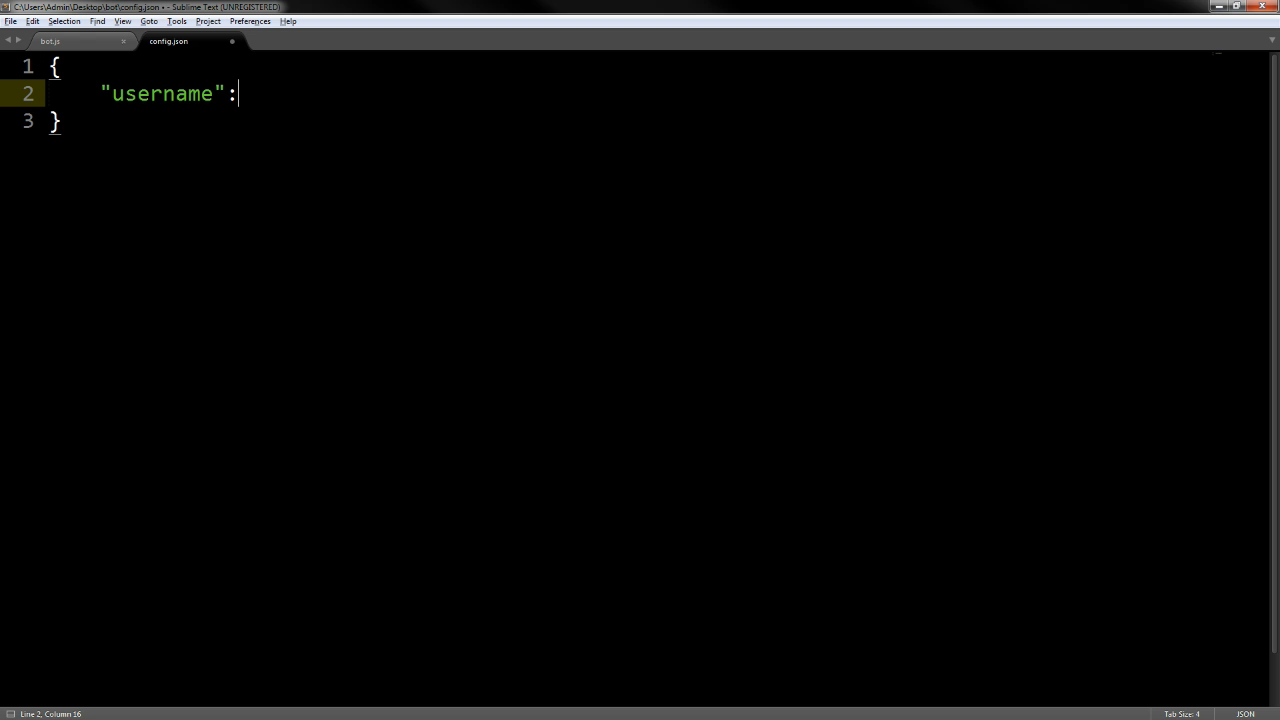 C:\Users\Admin\Desktop\bot\config.json • - Sublime Text (UNREGISTERED)
File Edit Selection Find View Goto Tools Project Preferences Help
bot.js × config.json
1 {
2 "username":
3 }
Line 2, Column 16 Tab Size: 4 JSON